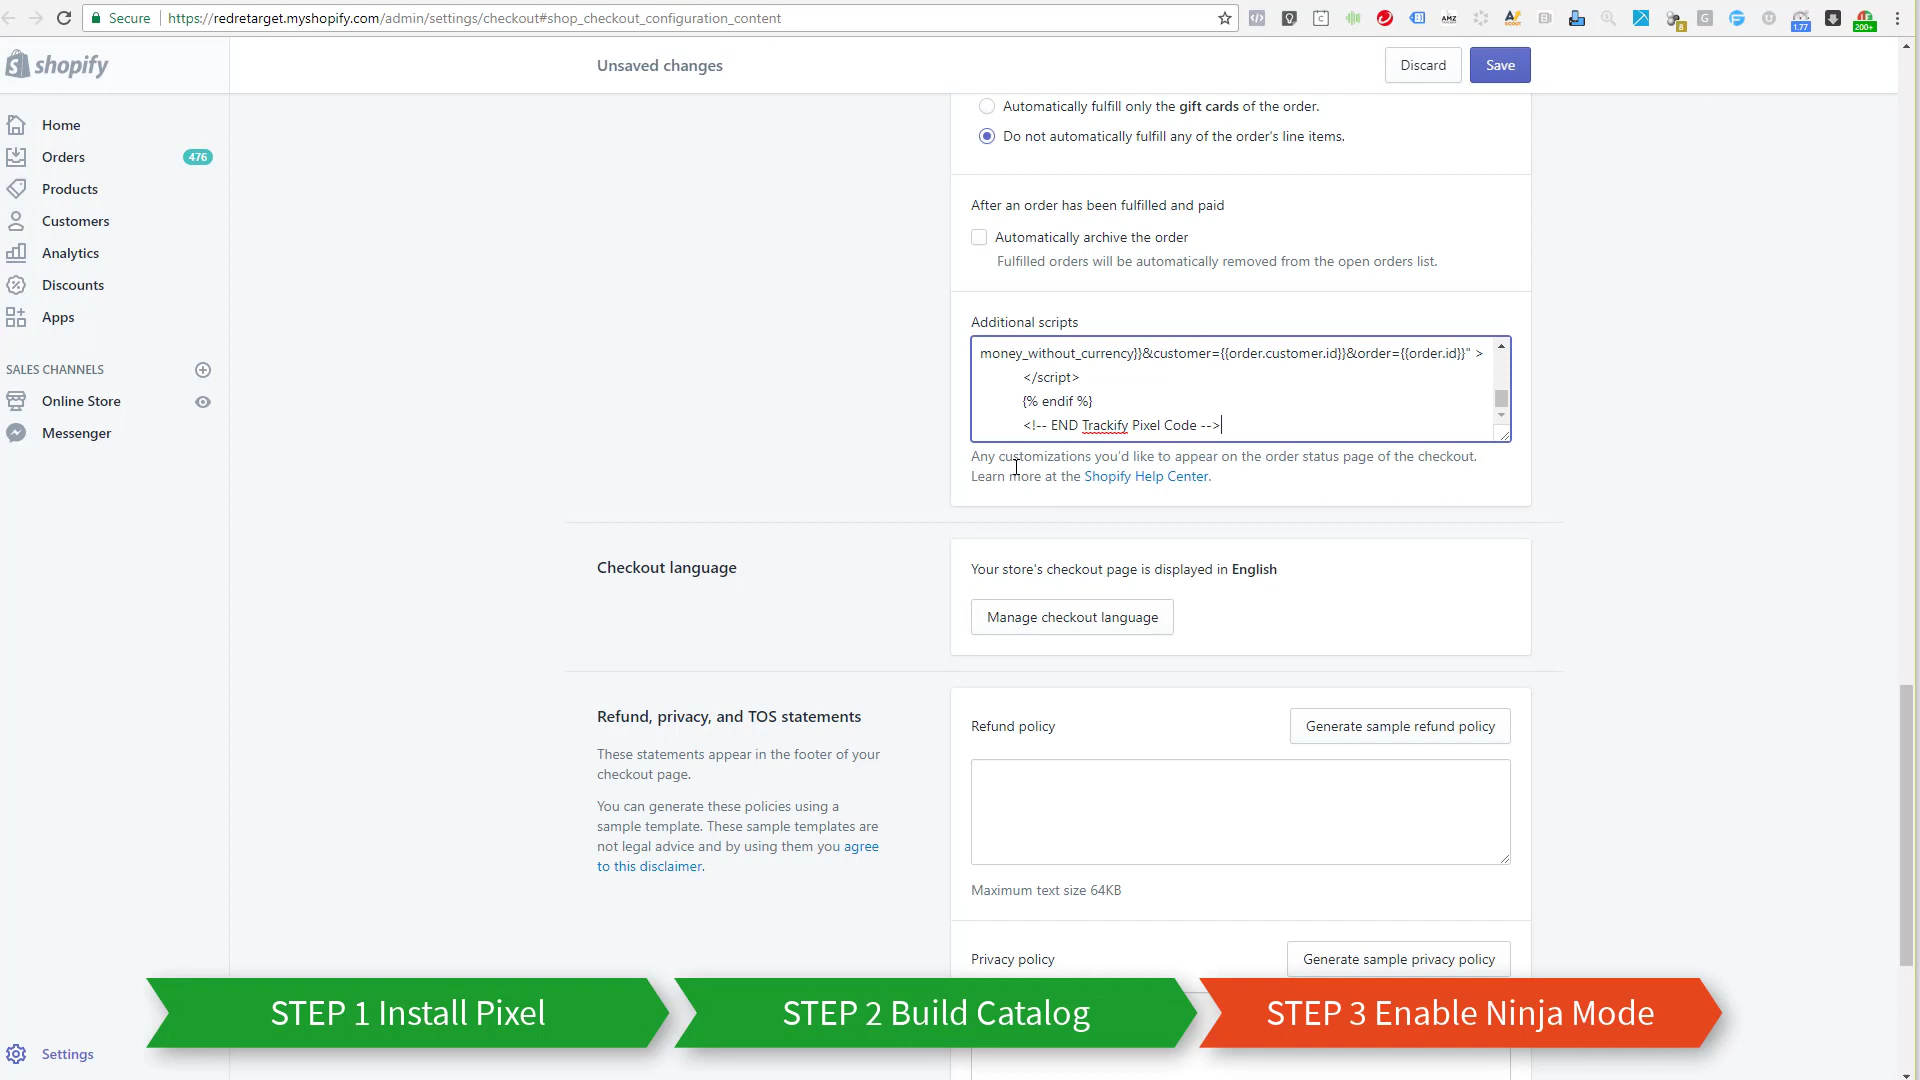 Secure
https://redretarget.myshopify.com/admin/settings/checkout#shop_checkout_configuration_content
AMZ
8
G
1.77
200+
shopify
Unsaved changes
Discard
Save
Home
Orders
476
Products
Customers
Analytics
Discounts
Apps
SALES CHANNELS
Online Store
Messenger
Settings
Automatically fulfill only the gift cards of the order.
Do not automatically fulfill any of the order's line items.
After an order has been fulfilled and paid
Automatically archive the order
Fulfilled orders will be automatically removed from the open orders list.
Additional scripts
money_without_currency}}&customer={{order.customer.id}}&order={{order.id}}" >
</script>
{% endif %}
<!-- END Trackify Pixel Code -->
Any customizations you'd like to appear on the order status page of the checkout.
Learn more at the Shopify Help Center.
Checkout language
Your store's checkout page is displayed in English
Manage checkout language
Refund, privacy, and TOS statements
These statements appear in the footer of your
checkout page.
You can generate these policies using a
sample template. These sample templates are
not legal advice and by using them you agree
to this disclaimer.
Refund policy
Generate sample refund policy
Maximum text size 64KB
Privacy policy
Generate sample privacy policy
STEP 1 Install Pixel
STEP 2 Build Catalog
STEP 3 Enable Ninja Mode